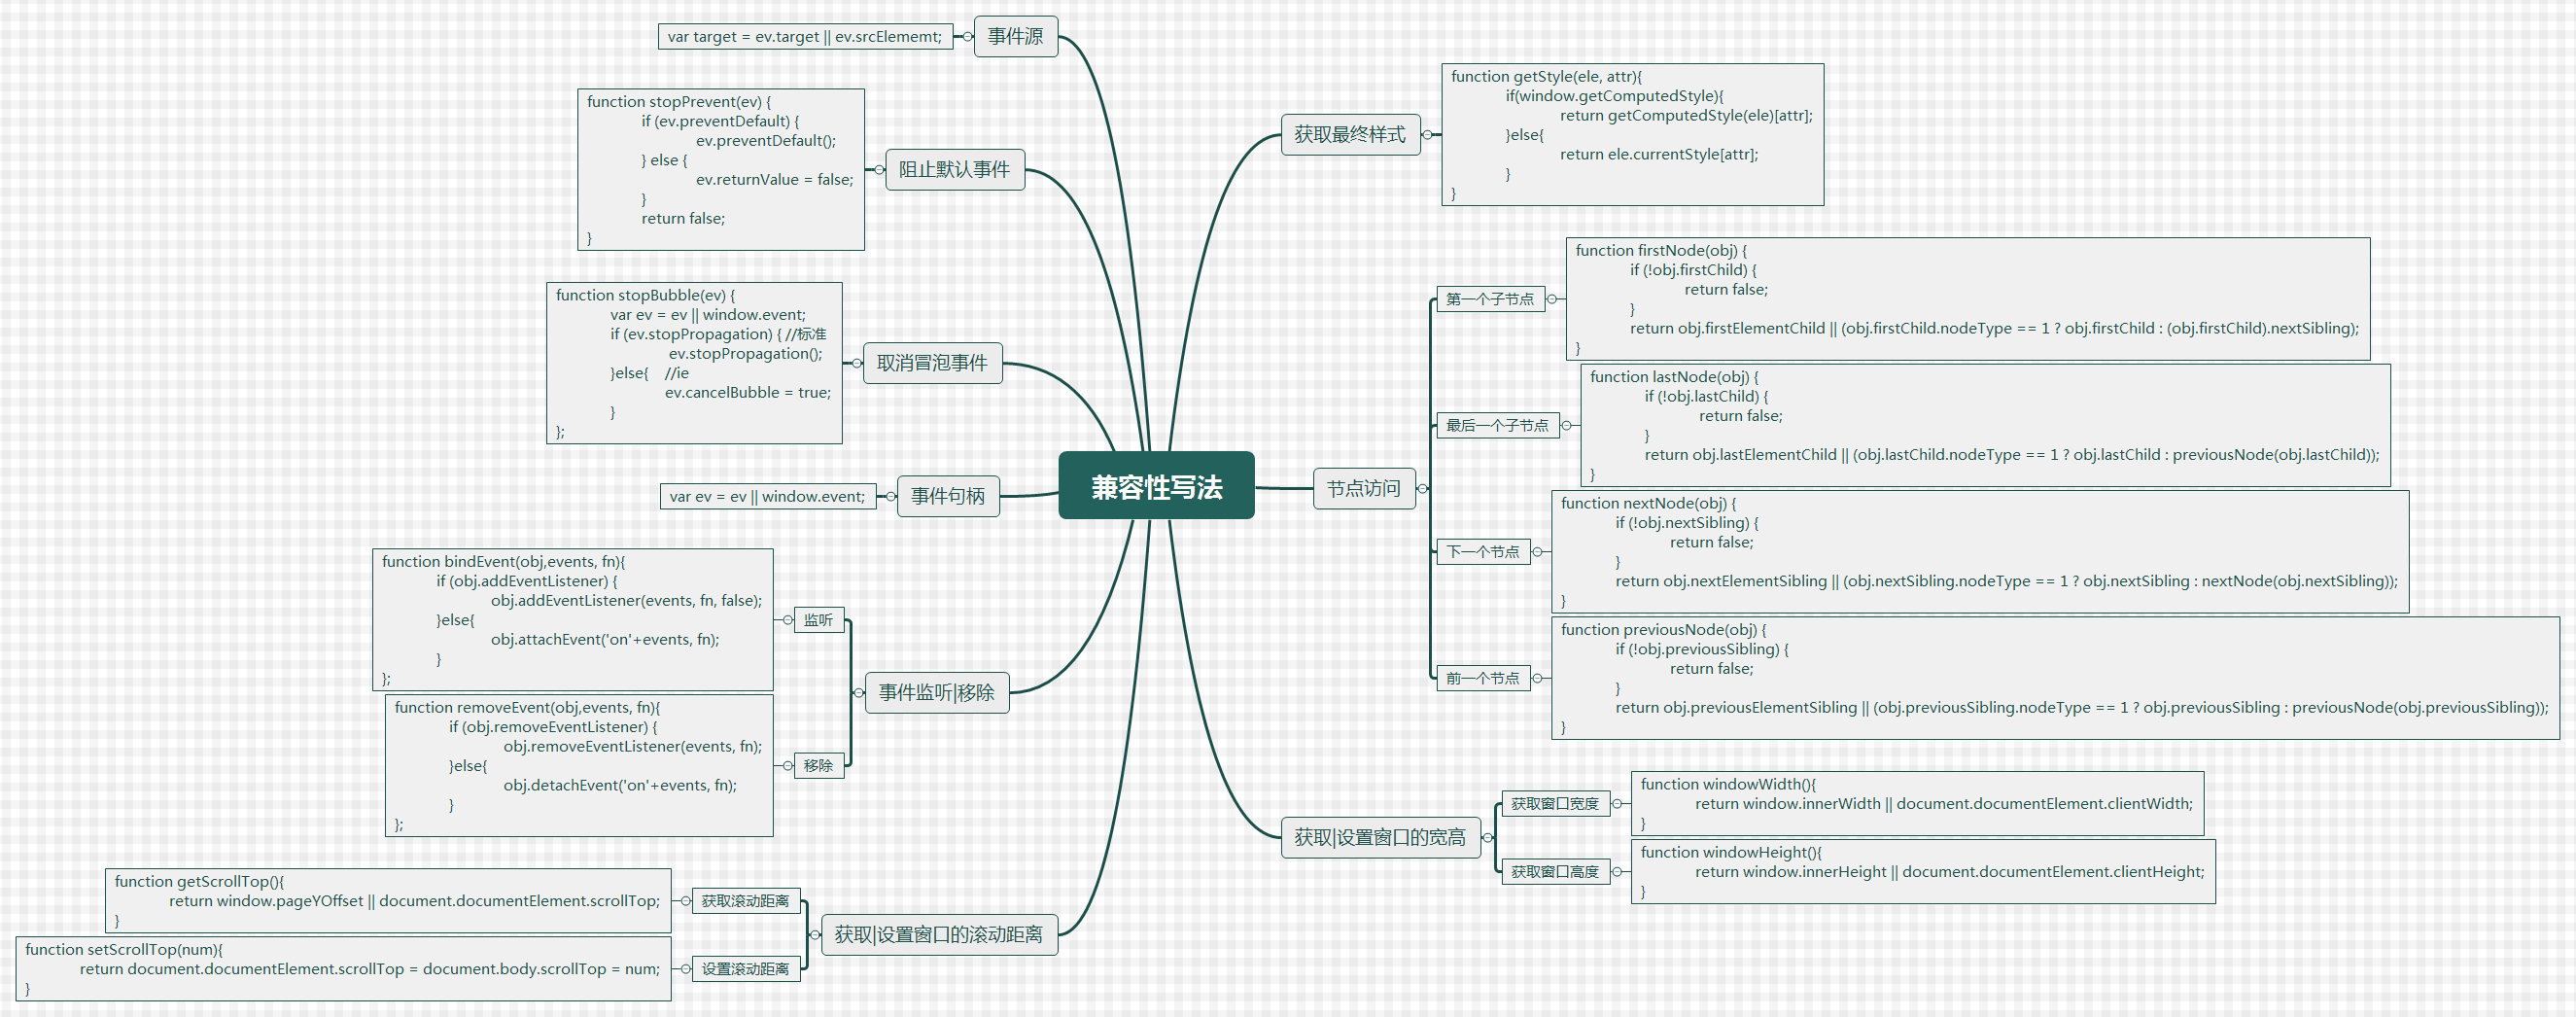 兼容性写法
事件源
var target = ev.target || ev.srcElememt;
阻止默认事件
function stopPrevent(ev) {
if (ev.preventDefault) {
ev.preventDefault();
} else {
ev.returnValue = false;
}
return false;
}
取消冒泡事件
function stopBubble(ev) {
var ev = ev || window.event;
if (ev.stopPropagation) { //标准
ev.stopPropagation();
}else{    //ie
ev.cancelBubble = true;
}
};
事件句柄
var ev = ev || window.event;
事件监听|移除
监听
function bindEvent(obj,events, fn){
if (obj.addEventListener) {
obj.addEventListener(events, fn, false);
}else{
obj.attachEvent('on'+events, fn);
}
};
移除
function removeEvent(obj,events, fn){
if (obj.removeEventListener) {
obj.removeEventListener(events, fn);
}else{
obj.detachEvent('on'+events, fn);
}
};
获取|设置窗口的滚动距离
获取滚动距离
function getScrollTop(){
return window.pageYOffset || document.documentElement.scrollTop;
}
设置滚动距离
function setScrollTop(num){
return document.documentElement.scrollTop = document.body.scrollTop = num;
}
获取最终样式
function getStyle(ele, attr){
if(window.getComputedStyle){
return getComputedStyle(ele)[attr];
}else{
return ele.currentStyle[attr];
}
}
节点访问
第一个子节点
function firstNode(obj) {
if (!obj.firstChild) {
return false;
}
return obj.firstElementChild || (obj.firstChild.nodeType == 1 ? obj.firstChild : (obj.firstChild).nextSibling);
}
最后一个子节点
function lastNode(obj) {
if (!obj.lastChild) {
return false;
}
return obj.lastElementChild || (obj.lastChild.nodeType == 1 ? obj.lastChild : previousNode(obj.lastChild));
}
下一个节点
function nextNode(obj) {
if (!obj.nextSibling) {
return false;
}
return obj.nextElementSibling || (obj.nextSibling.nodeType == 1 ? obj.nextSibling : nextNode(obj.nextSibling));
}
前一个节点
function previousNode(obj) {
if (!obj.previousSibling) {
return false;
}
return obj.previousElementSibling || (obj.previousSibling.nodeType == 1 ? obj.previousSibling : previousNode(obj.previousSibling));
}
获取|设置窗口的宽高
获取窗口宽度
function windowWidth(){
return window.innerWidth || document.documentElement.clientWidth;
}
获取窗口高度
function windowHeight(){
return window.innerHeight || document.documentElement.clientHeight;
}